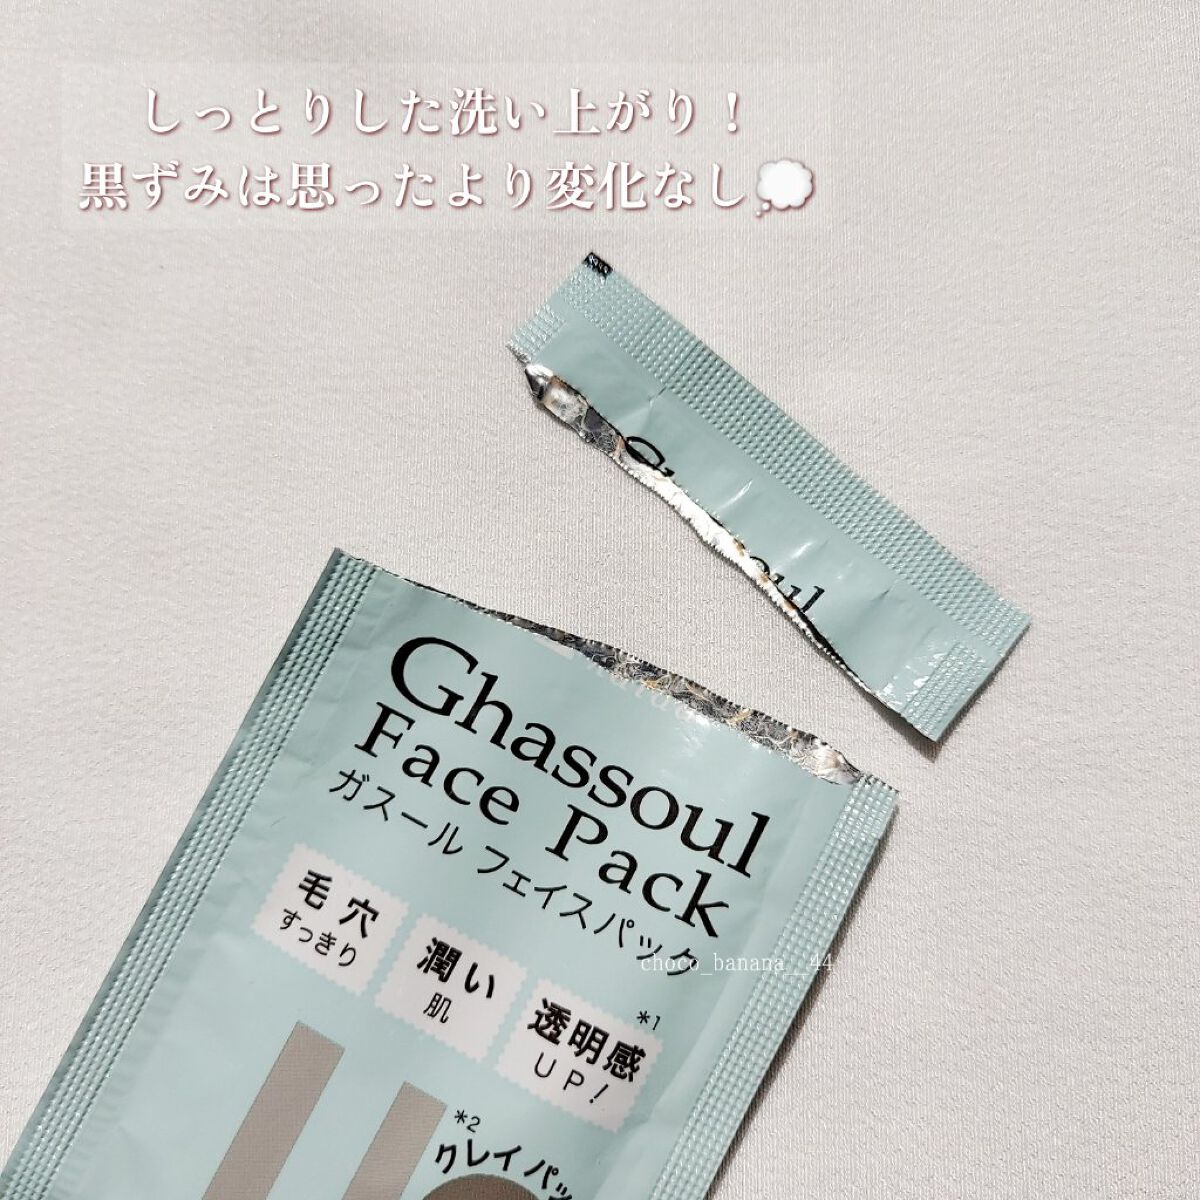 しっとりした洗い上がり！
黒ずみは思ったより変化なし💭
Ghassoul
Face Pack
ガスール フェイスパック
choco_banana__44
毛穴
すっきり
潤い
肌
透明感*1
UP!
*2
クレイパッ